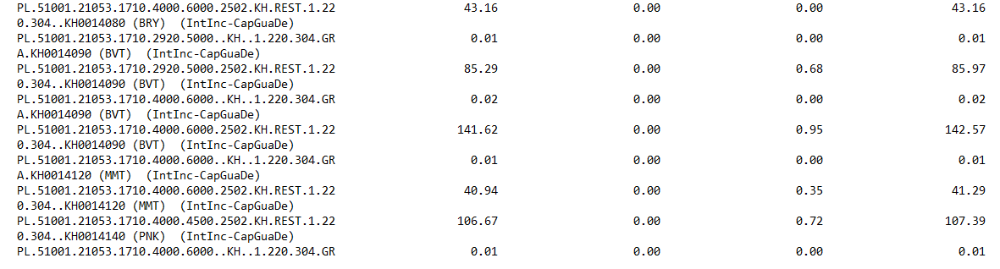 PL.51001.21053.1710.4000.6000.2502.KH.REST.1.22 43.16 0.00 0.00 43.16
0.304..KH0014080 (BRY) (IntInc-CapGuaDe)
PL.51001.21053.1710.2920.5000..KH..1.220.304.GR 0.01 0.00 0.00 0.01
A.KH0014090 (BVT) (IntInc-CapGuaDe)
PL.51001.21053.1710.2920.5000.2502.KH.REST.1.22 85.29 0.00 0.68 85.97
0.304..KH0014090 (BVT) (IntInc-CapGuaDe)
PL.51001.21053.1710.4000.6000..KH..1.220.304.GR 0.02 0.00 0.00 0.02
A.KH0014090 (BVT) (IntInc-CapGuaDe)
PL.51001.21053.1710.4000.6000.2502.KH.REST.1.22 141.62 0.00 0.95 142.57
0.304..KH0014090 (BVT) (IntInc-CapGuaDe)
PL.51001.21053.1710.4000.6000..KH..1.220.304.GR 0.01 0.00 0.00 0.01
A.KH0014120 (MMT) (IntInc-CapGuaDe)
PL.51001.21053.1710.4000.6000.2502.KH.REST.1.22 40.94 0.00 0.35 41.29
0.304..KH0014120 (MMT) (IntInc-CapGuaDe)
PL.51001.21053.1710.4000.4500.2502.KH.REST.1.22 106.67 0.00 0.72 107.39
0.304..KH0014140 (PNK) (IntInc-CapGuaDe)
PL.51001.21053.1710.4000.6000..KH..1.220.304.GR 0.01 0.00 0.00 0.01